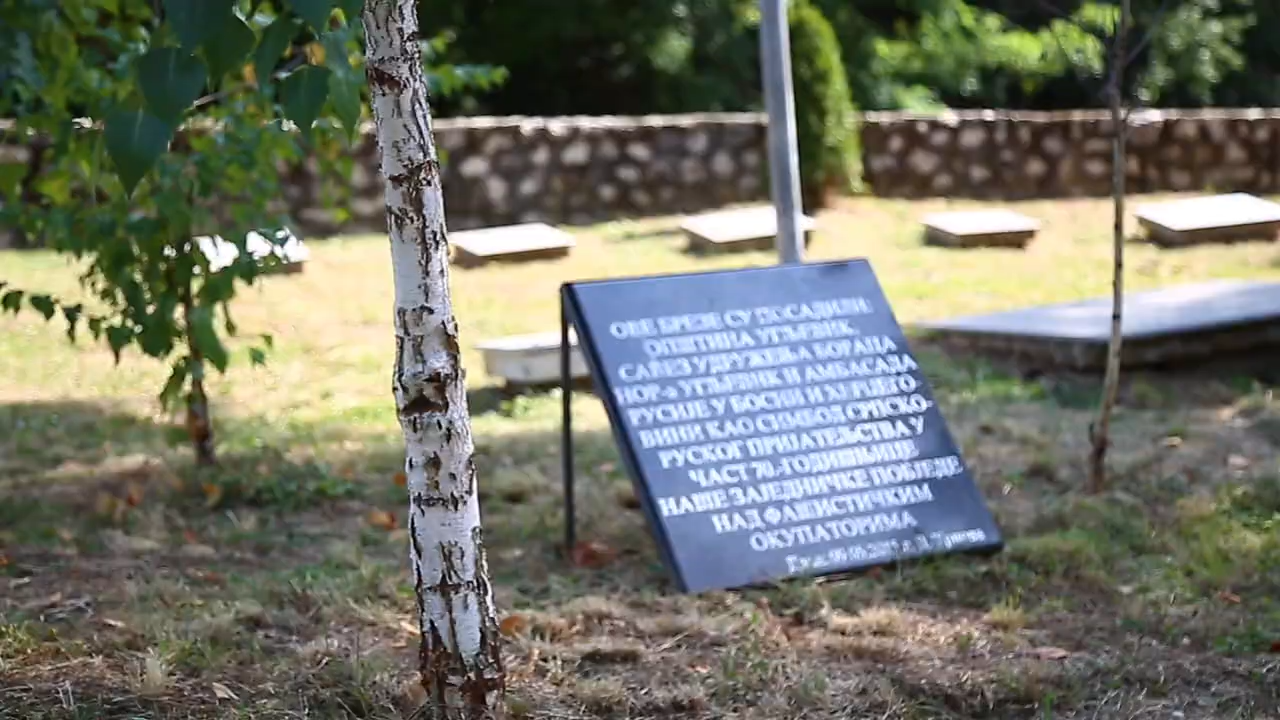 ОВЕ БРЕЗЕ СУ ПОСАДИЛИ:
ОПШТИНА УГЉЕВИК,
САВЕЗ УДРУЖЕЊА БОРАЦА
НОР-а УГЉЕВИК И АМБАСАДА
РУСИЈЕ У БОСНИ И ХЕРЦЕГО-
ВИНИ КАО СИМБОЛ СРПСКО-
РУСКОГ ПРИЈАТЕЉСТВА У
ЧАСТ 70-ГОДИШЊИЦЕ
НАШЕ ЗАЈЕДНИЧКЕ ПОБЈЕДЕ
НАД ФАШИСТИЧКИМ
ОКУПАТОРИМА